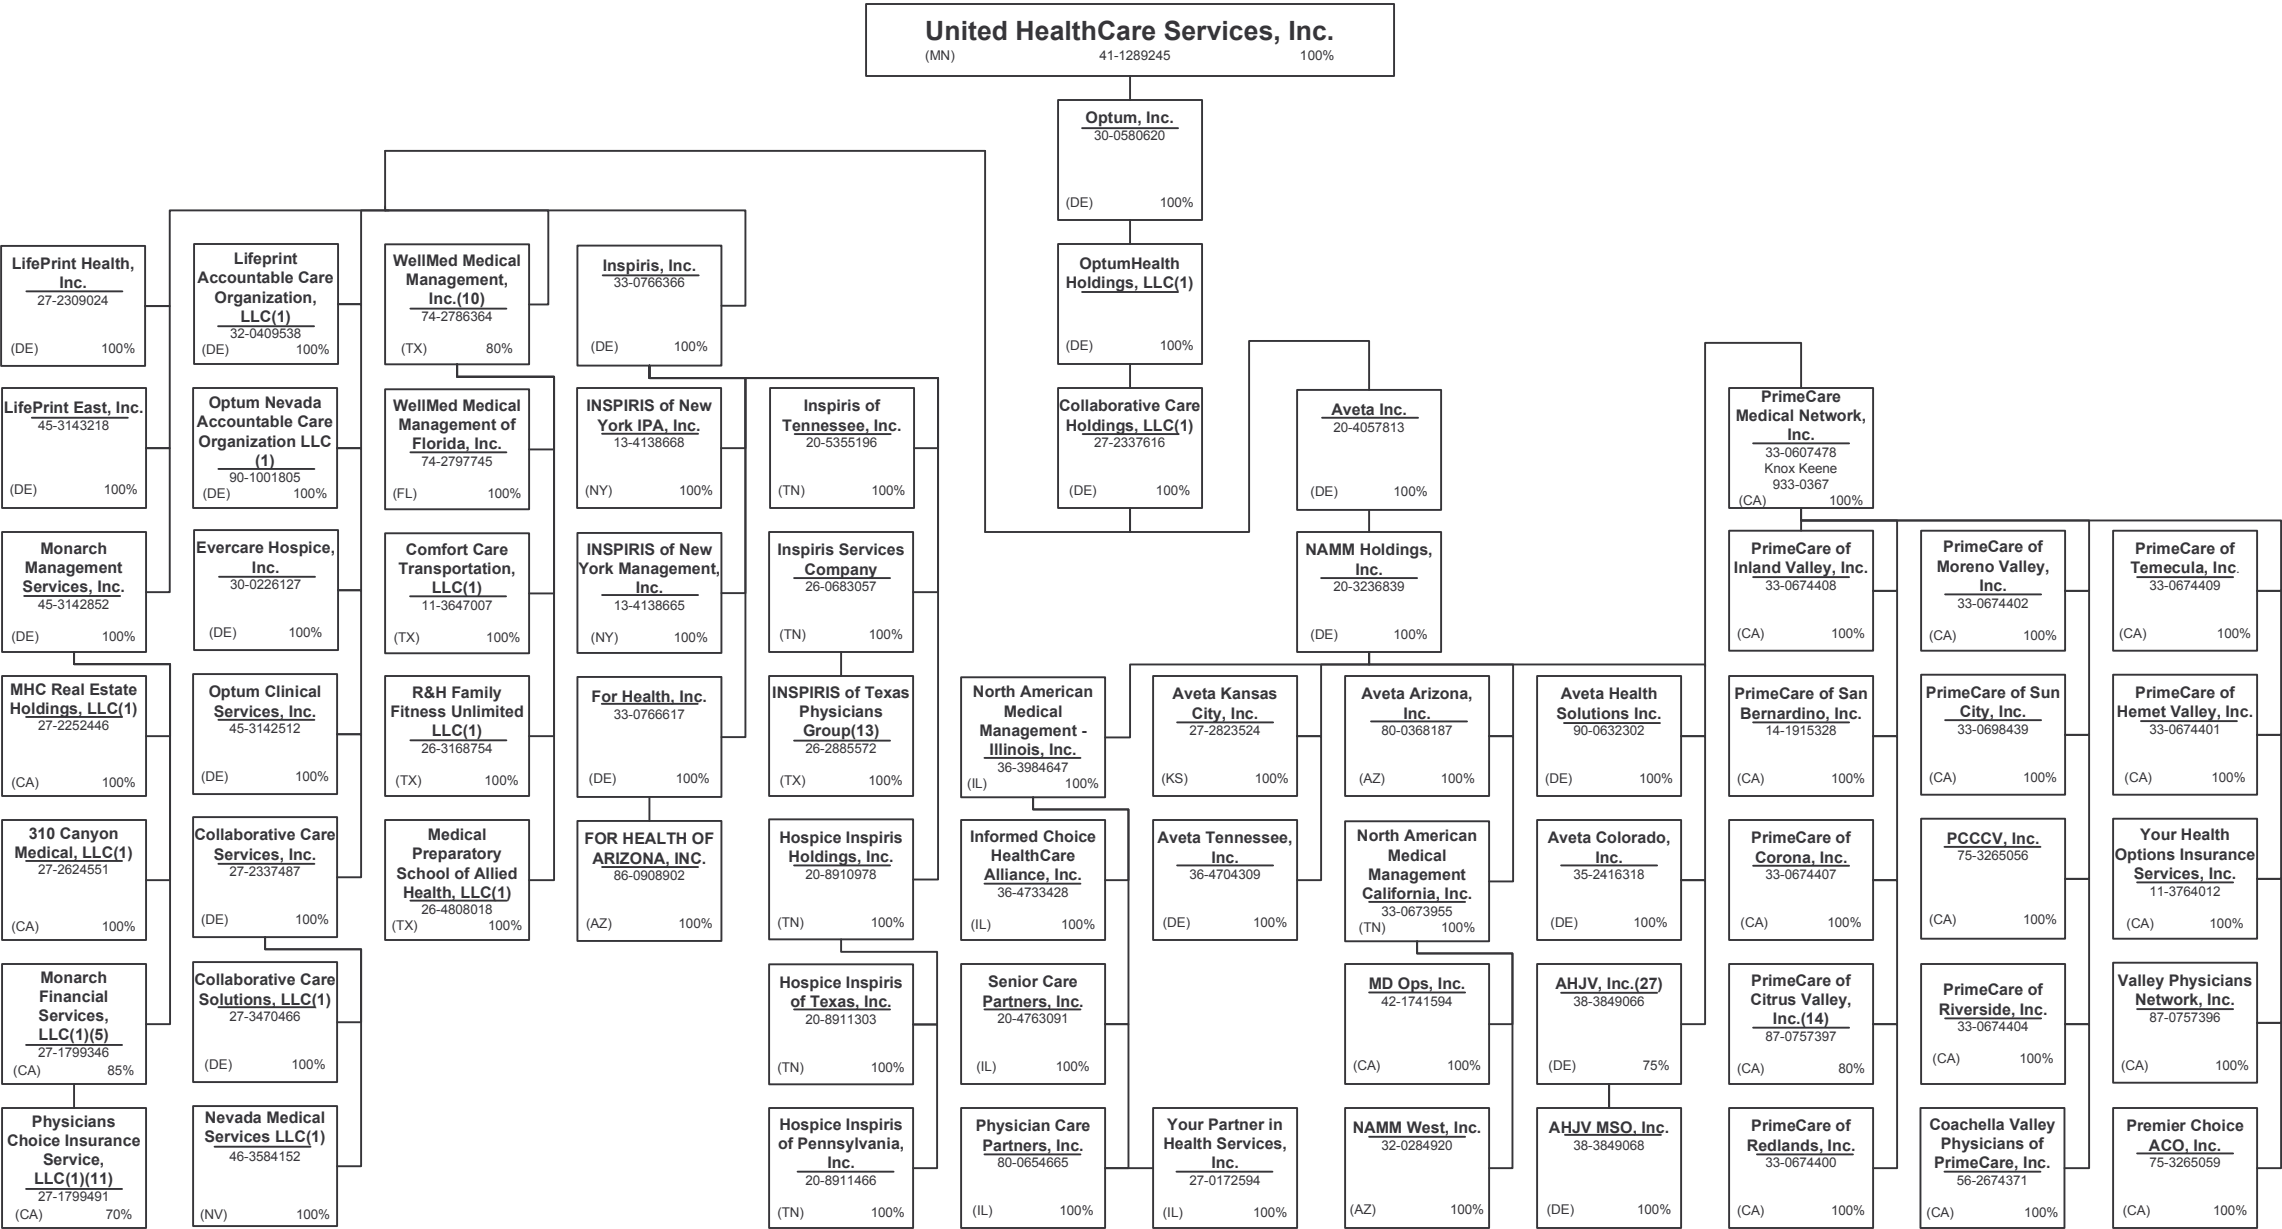 United HealthCare Services, Inc.
(MN) 41-1289245 100%
Optum, Inc.
30-0580620
(DE) 100%
OptumHealth
Holdings, LLC(1)
(DE) 100%
Collaborative Care
Holdings, LLC(1)
27-2337616
(DE) 100%
LifePrint Health,
Inc.
27-2309024
(DE) 100%
LifePrint East, Inc.
45-3143218
(DE) 100%
Monarch
Management
Services, Inc.
45-3142852
(DE) 100%
MHC Real Estate
Holdings, LLC(1)
27-2252446
(CA) 100%
310 Canyon
Medical, LLC(1)
27-2624551
(CA) 100%
Monarch
Financial
Services,
LLC(1)(5)
27-1799346
(CA) 85%
Physicians
Choice Insurance
Service,
LLC(1)(11)
27-1799491
(CA) 70%
Lifeprint
Accountable Care
Organization,
LLC(1)
32-0409538
(DE) 100%
Optum Nevada
Accountable Care
Organization LLC
(1)
90-1001805
(DE) 100%
Evercare Hospice,
Inc.
30-0226127
(DE) 100%
Optum Clinical
Services, Inc.
45-3142512
(DE) 100%
Collaborative Care
Services, Inc.
27-2337487
(DE) 100%
Collaborative Care
Solutions, LLC(1)
27-3470466
(DE) 100%
Nevada Medical
Services LLC(1)
46-3584152
(NV) 100%
WellMed Medical
Management,
Inc.(10)
74-2786364
(TX) 80%
WellMed Medical
Management of
Florida, Inc.
74-2797745
(FL) 100%
Comfort Care
Transportation,
LLC(1)
11-3647007
(TX) 100%
R&H Family
Fitness Unlimited
LLC(1)
26-3168754
(TX) 100%
Medical
Preparatory
School of Allied
Health, LLC(1)
26-4808018
(TX) 100%
Inspiris, Inc.
33-0766366
(DE) 100%
INSPIRIS of New
York IPA, Inc.
13-4138668
(NY) 100%
INSPIRIS of New
York Management,
Inc.
13-4138665
(NY) 100%
For Health, Inc.
33-0766617
(DE) 100%
FOR HEALTH OF
ARIZONA, INC.
86-0908902
(AZ) 100%
Inspiris of
Tennessee, Inc.
20-5355196
(TN) 100%
Inspiris Services
Company
26-0683057
(TN) 100%
INSPIRIS of Texas
Physicians
Group(13)
26-2885572
(TX) 100%
Hospice Inspiris
Holdings, Inc.
20-8910978
(TN) 100%
Hospice Inspiris
of Texas, Inc.
20-8911303
(TN) 100%
Hospice Inspiris
of Pennsylvania,
Inc.
20-8911466
(TN) 100%
Aveta Inc.
20-4057813
(DE) 100%
NAMM Holdings,
Inc.
20-3236839
(DE) 100%
North American
Medical
Management -
Illinois, Inc.
36-3984647
(IL) 100%
Informed Choice
HealthCare
Alliance, Inc.
36-4733428
(IL) 100%
Senior Care
Partners, Inc.
20-4763091
(IL) 100%
Physician Care
Partners, Inc.
80-0654665
(IL) 100%
Aveta Kansas
City, Inc.
27-2823524
(KS) 100%
Aveta Tennessee,
Inc.
36-4704309
(DE) 100%
Your Partner in
Health Services,
Inc.
27-0172594
(IL) 100%
Aveta Arizona,
Inc.
80-0368187
(AZ) 100%
North American
Medical
Management
California, Inc.
33-0673955
(TN) 100%
MD Ops, Inc.
42-1741594
(CA) 100%
NAMM West, Inc.
32-0284920
(AZ) 100%
Aveta Health
Solutions Inc.
90-0632302
(DE) 100%
Aveta Colorado,
Inc.
35-2416318
(DE) 100%
AHJV, Inc.(27)
38-3849066
(DE) 75%
AHJV MSO, Inc.
38-3849068
(DE) 100%
PrimeCare
Medical Network,
Inc.
33-0607478
Knox Keene
933-0367
(CA) 100%
PrimeCare of
Inland Valley, Inc.
33-0674408
(CA) 100%
PrimeCare of San
Bernardino, Inc.
14-1915328
(CA) 100%
PrimeCare of
Corona, Inc.
33-0674407
(CA) 100%
PrimeCare of
Citrus Valley,
Inc.(14)
87-0757397
(CA) 80%
PrimeCare of
Redlands, Inc.
33-0674400
(CA) 100%
PrimeCare of
Moreno Valley,
Inc.
33-0674402
(CA) 100%
PrimeCare of Sun
City, Inc.
33-0698439
(CA) 100%
PCCCV, Inc.
75-3265056
(CA) 100%
PrimeCare of
Riverside, Inc.
33-0674404
(CA) 100%
Coachella Valley
Physicians of
PrimeCare, Inc.
56-2674371
(CA) 100%
PrimeCare of
Temecula, Inc.
33-0674409
(CA) 100%
PrimeCare of
Hemet Valley, Inc.
33-0674401
(CA) 100%
Your Health
Options Insurance
Services, Inc.
11-3764012
(CA) 100%
Valley Physicians
Network, Inc.
87-0757396
(CA) 100%
Premier Choice
ACO, Inc.
75-3265059
(CA) 100%